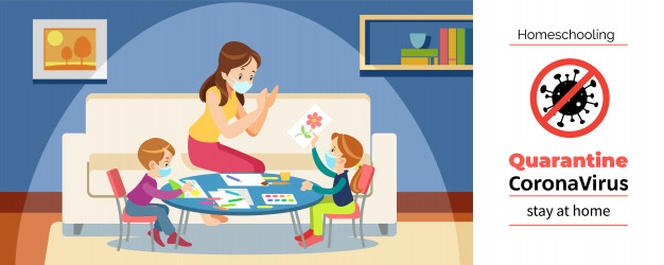 Homeschooling
Quarantine
CoronaVirus
stay at home